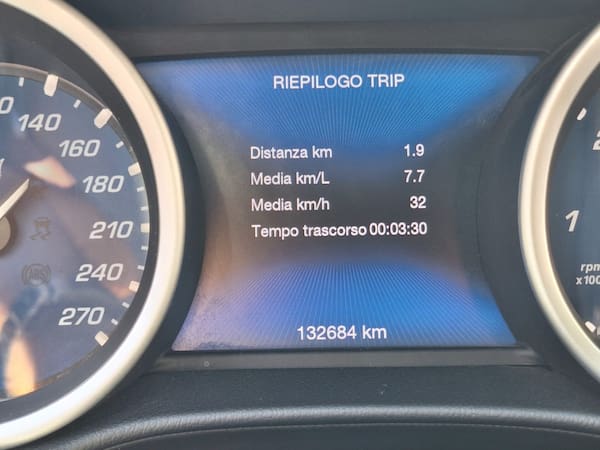 RIEPILOGO TRIP
Distanza km 1.9
Media km/L 7.7
Media km/h 32
Tempo trascorso 00:03:30
132684 km
140
160
180
210
240
270
ABS
1
rpm